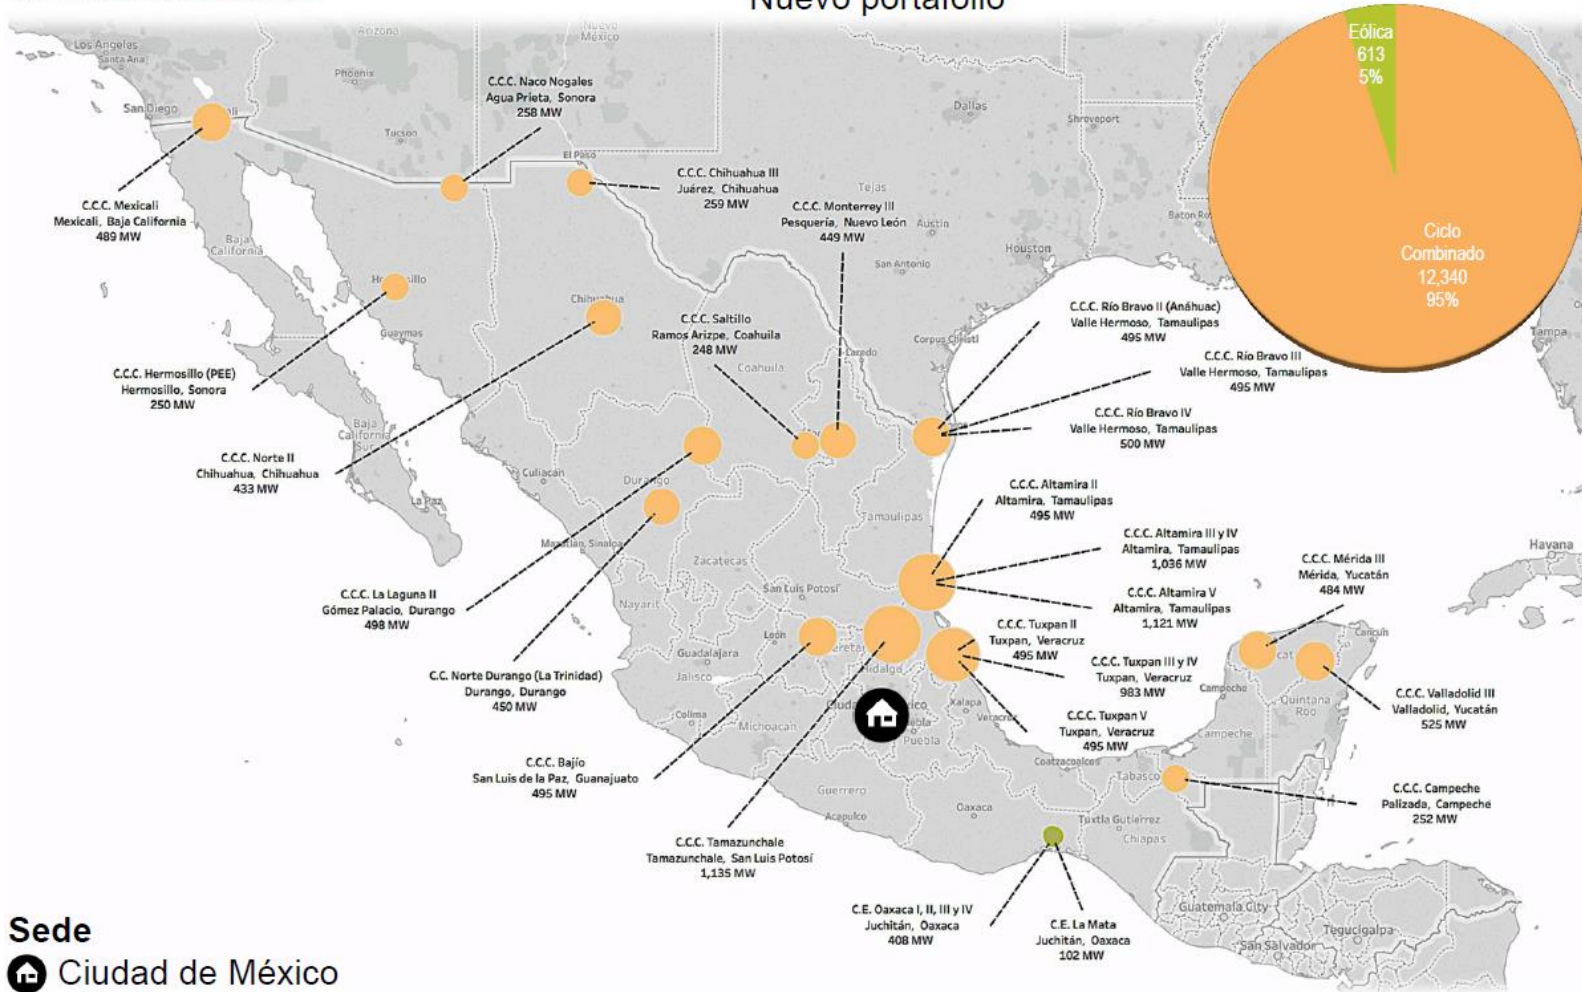 Nuevo portafolio
Eólica
613
5%
Ciclo
Combinado
12,340
95%
Los Angeles
Santa Ana
San Diego
Arizona
Phoenix
Tucson
Nuevo
México
El Paso
Dallas
Shreveport
Tejas
Austin
Houston
San Antonio
Corpus Christi
Laredo
Tampa
Havana
C.C.C. Naco Nogales
Agua Prieta, Sonora
258 MW
C.C.C. Chihuahua III
Juárez, Chihuahua
259 MW
C.C.C. Monterrey III
Pesquería, Nuevo León
449 MW
C.C.C. Mexicali
Mexicali, Baja California
489 MW
Baja
California
Guaymas
Chihuahua
C.C.C. Saltillo
Ramos Arizpe, Coahuila
248 MW
Coahuila
C.C.C. Río Bravo II (Anáhuac)
Valle Hermoso, Tamaulipas
495 MW
C.C.C. Río Bravo III
Valle Hermoso, Tamaulipas
495 MW
C.C.C. Río Bravo IV
Valle Hermoso, Tamaulipas
500 MW
C.C.C. Hermosillo (PEE)
Hermosillo, Sonora
250 MW
Baja
California
Sur
La Paz
C.C.C. Norte II
Chihuahua, Chihuahua
433 MW
Culiacán
Durango
C.C.C. Altamira II
Altamira, Tamaulipas
495 MW
Tamaulipas
C.C.C. Altamira III y IV
Altamira, Tamaulipas
1,036 MW
Mazatlán, Sinaloa
Zacatecas
San Luis Potosí
C.C.C. Altamira V
Altamira, Tamaulipas
1,121 MW
C.C.C. Mérida III
Mérida, Yucatán
484 MW
C.C.C. La Laguna II
Gómez Palacio, Durango
498 MW
Nayarit
León
Guadalajara
Jalisco
Hidalgo
C.C.C. Tuxpan II
Tuxpan, Veracruz
495 MW
C.C.C. Tuxpan III y IV
Tuxpan, Veracruz
983 MW
C.C.C. Tuxpan V
Tuxpan, Veracruz
495 MW
Cancún
Campeche
Quintana
Roo
Campeche
C.C.C. Valladolid III
Valladolid, Yucatán
525 MW
C.C. Norte Durango (La Trinidad)
Durango, Durango
450 MW
Colima
Michoacán
Xalapa
Veracruz
Puebla
Coatzacoalcos
Tabasco
C.C.C. Bajío
San Luis de la Paz, Guanajuato
495 MW
Guerrero
Acapulco
Oaxaca
Tuxtla Gutiérrez
Chiapas
C.C.C. Campeche
Palizada, Campeche
252 MW
C.C.C. Tamazunchale
Tamazunchale, San Luis Potosí
1,135 MW
C.E. Oaxaca I, II, III y IV
Juchitán, Oaxaca
408 MW
C.E. La Mata
Juchitán, Oaxaca
102 MW
Guatemala City
San Salvador
Tegucigalpa
Sede
Ciudad de México